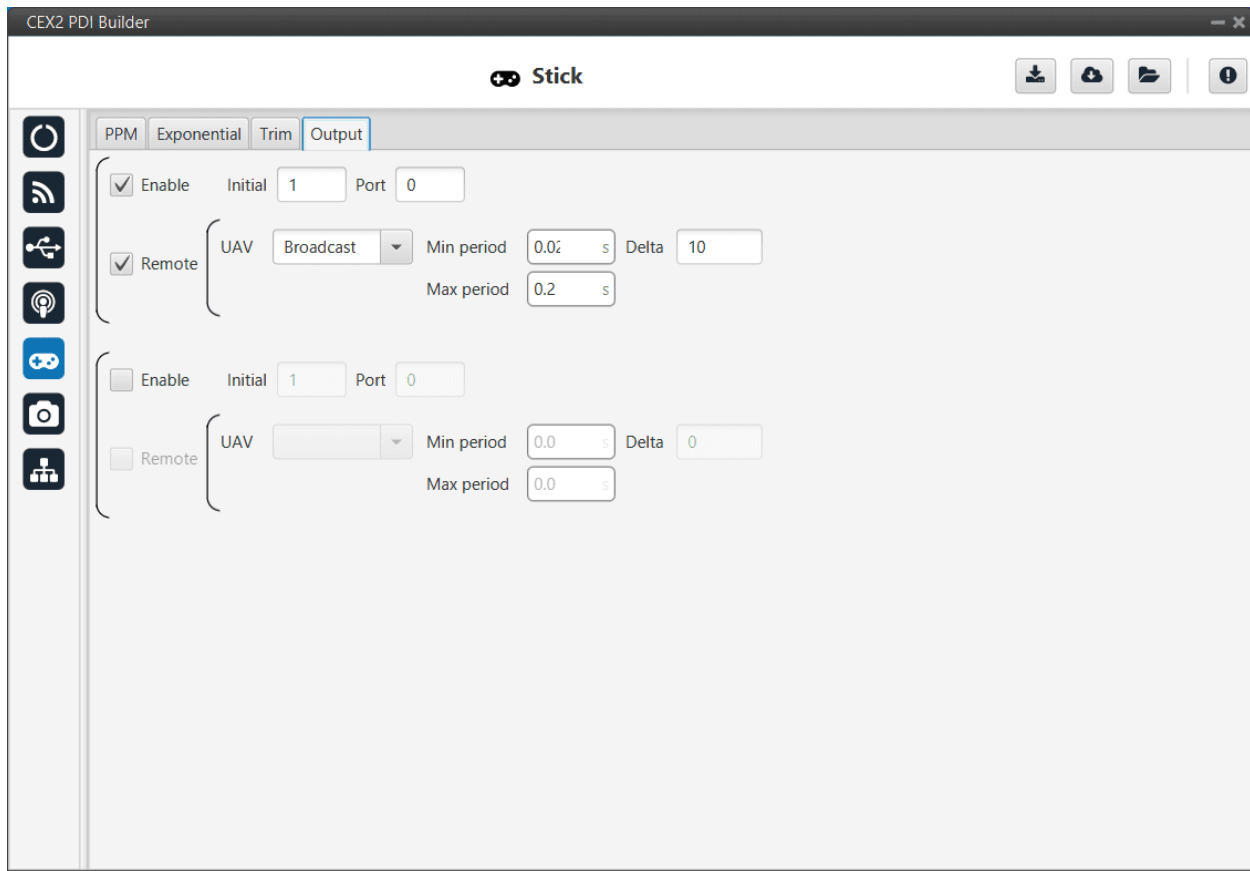 CEX2 PDI Builder
Stick
PPM Exponential Trim Output
Enable Initial 1 Port 0
UAV Broadcast Min period 0.02 s Delta 10
Remote
Max period 0.2 s
Enable Initial 1 Port 0
UAV Min period 0.0 s Delta 0
Remote
Max period 0.0 s